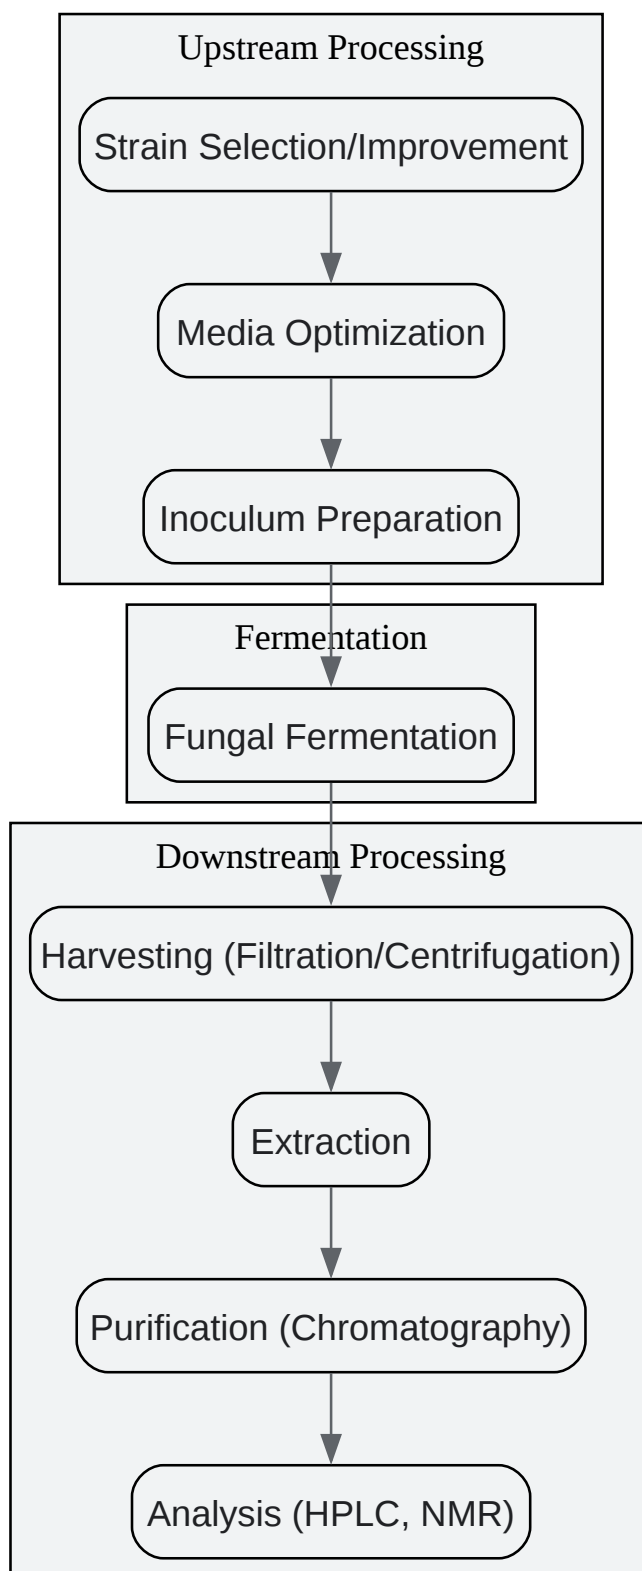 Upstream Processing
Strain Selection/Improvement
Media Optimization
Inoculum Preparation
Fermentation
Fungal Fermentation
Downstream Processing
Harvesting (Filtration/Centrifugation)
Extraction
Purification (Chromatography)
Analysis (HPLC, NMR)